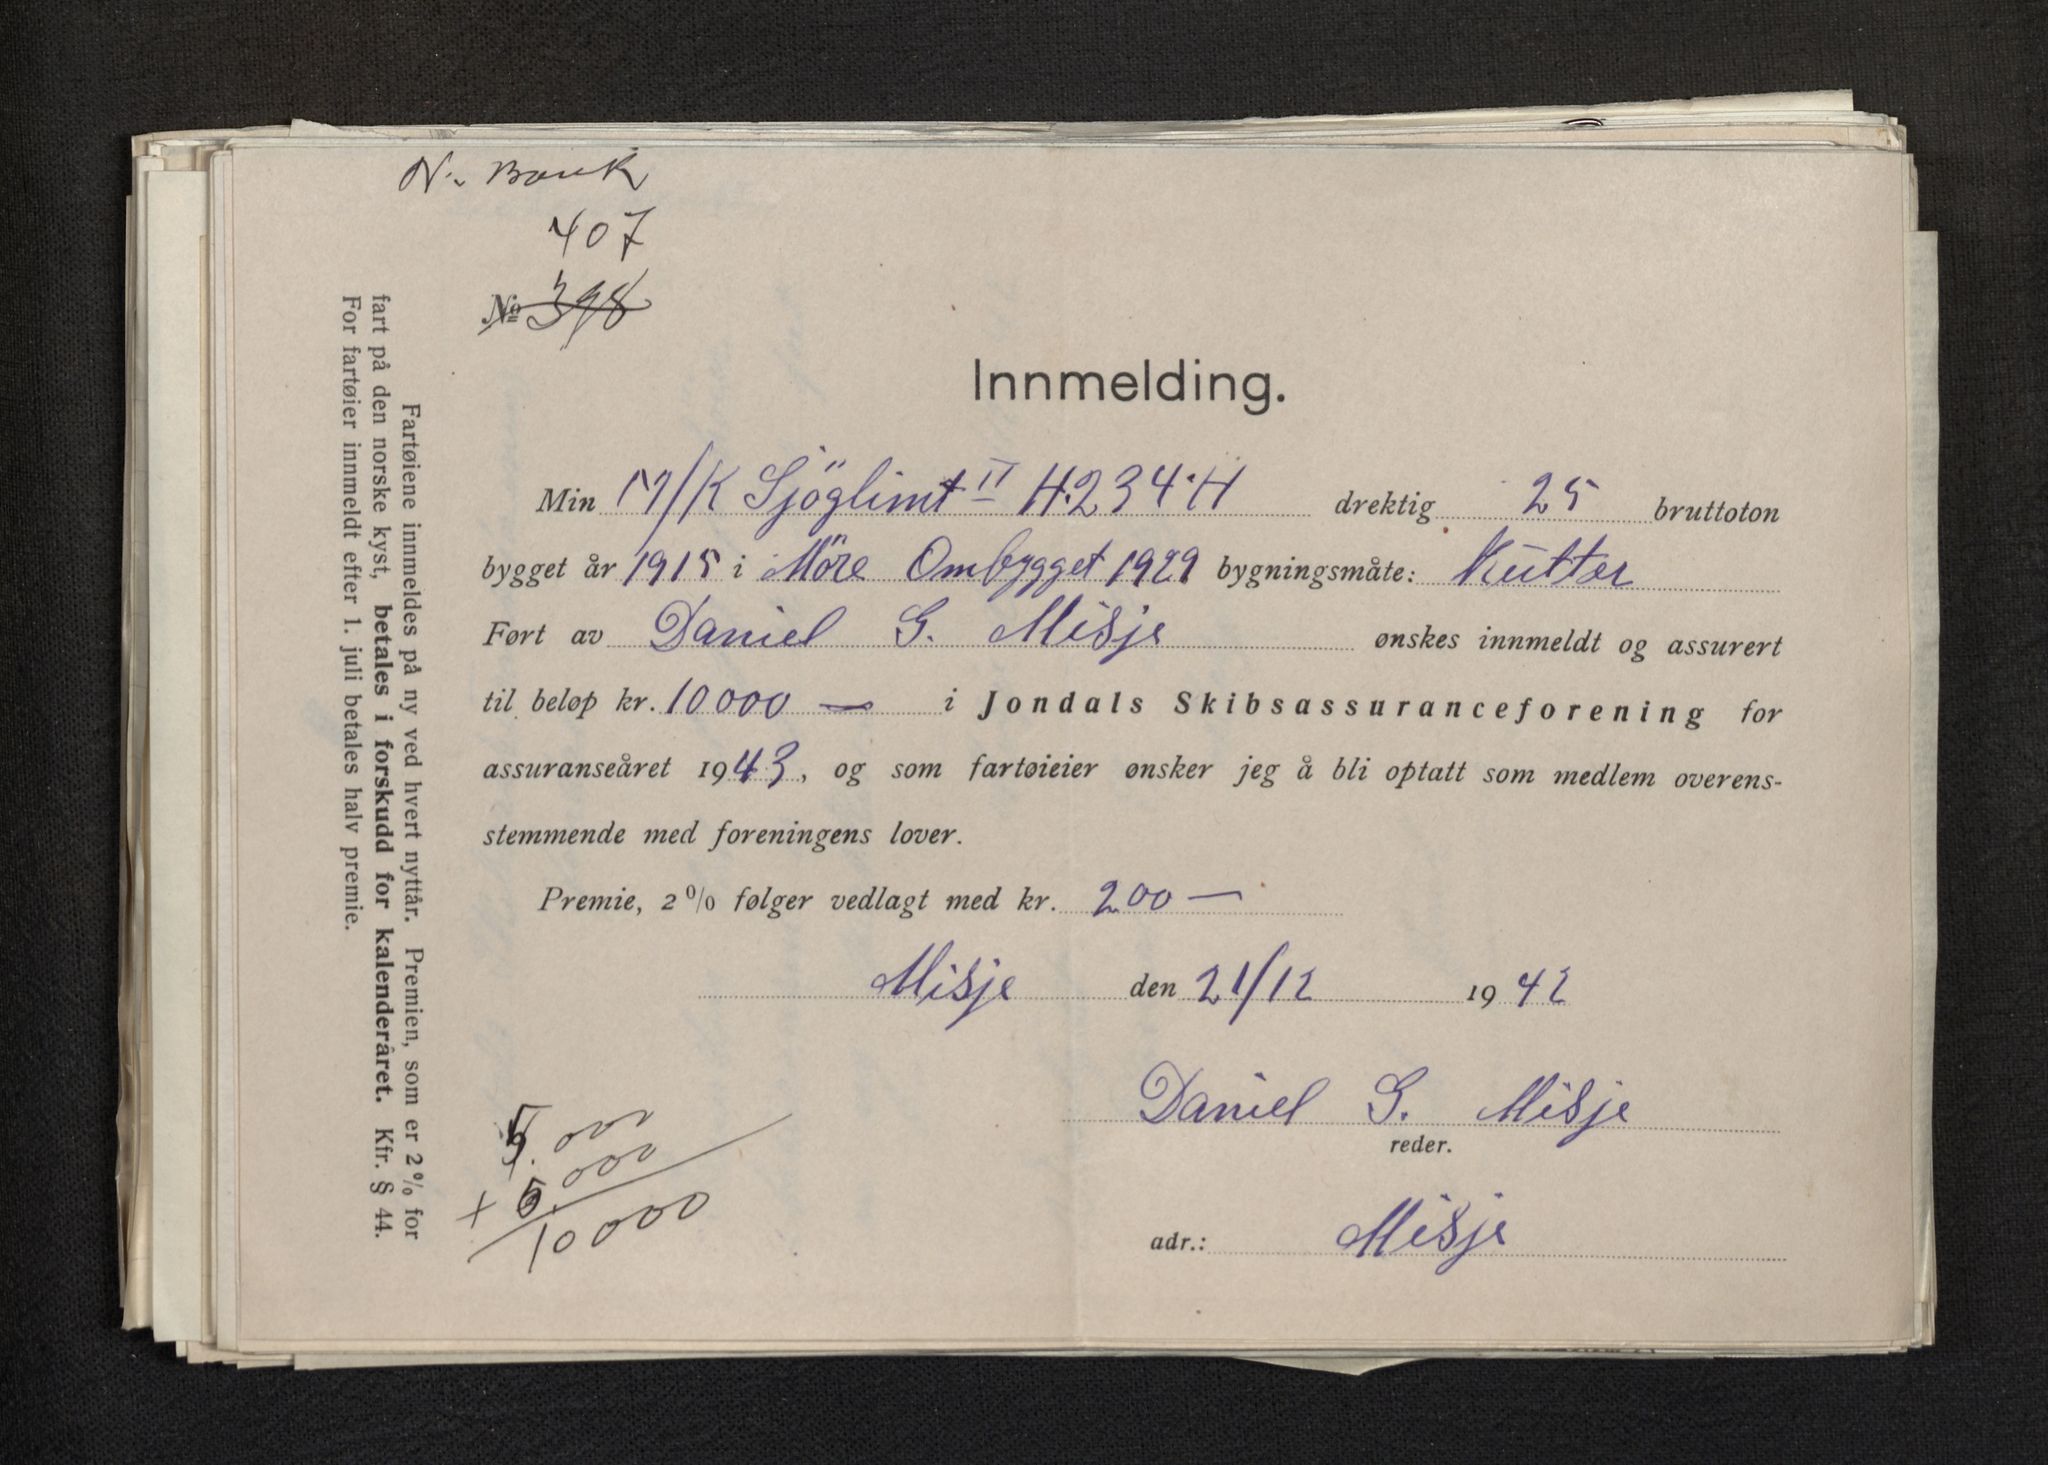 N. Bank
407
No 398
Innmelding.
Min M/K Sjöglimt II H.234.H drektig 25 bruttoton
bygget år 1915 i Möre Ombygget 1929 bygningsmåte: Kutter
Ført av Daniel G. Misje ønskes innmeldt og assurert
til beløp kr. 10000 — i Jondals Skibsassuranceforening for
assuranseåret 1943, og som fartøieier ønsker jeg å bli optatt som medlem overens-
stemmende med foreningens lover.
Premie, 2% følger vedlagt med kr. 200 —
Misje den 21/12 1942
Daniel G. Misje
reder.
adr.: Misje
5.000
+ 5.000
10000
Fartøiene innmeldes på ny ved hvert nyttår. Premien, som er 2% for
fart på den norske kyst, betales i forskudd for kalenderåret. Kfr. § 44.
For fartøier innmeldt efter 1. juli betales halv premie.